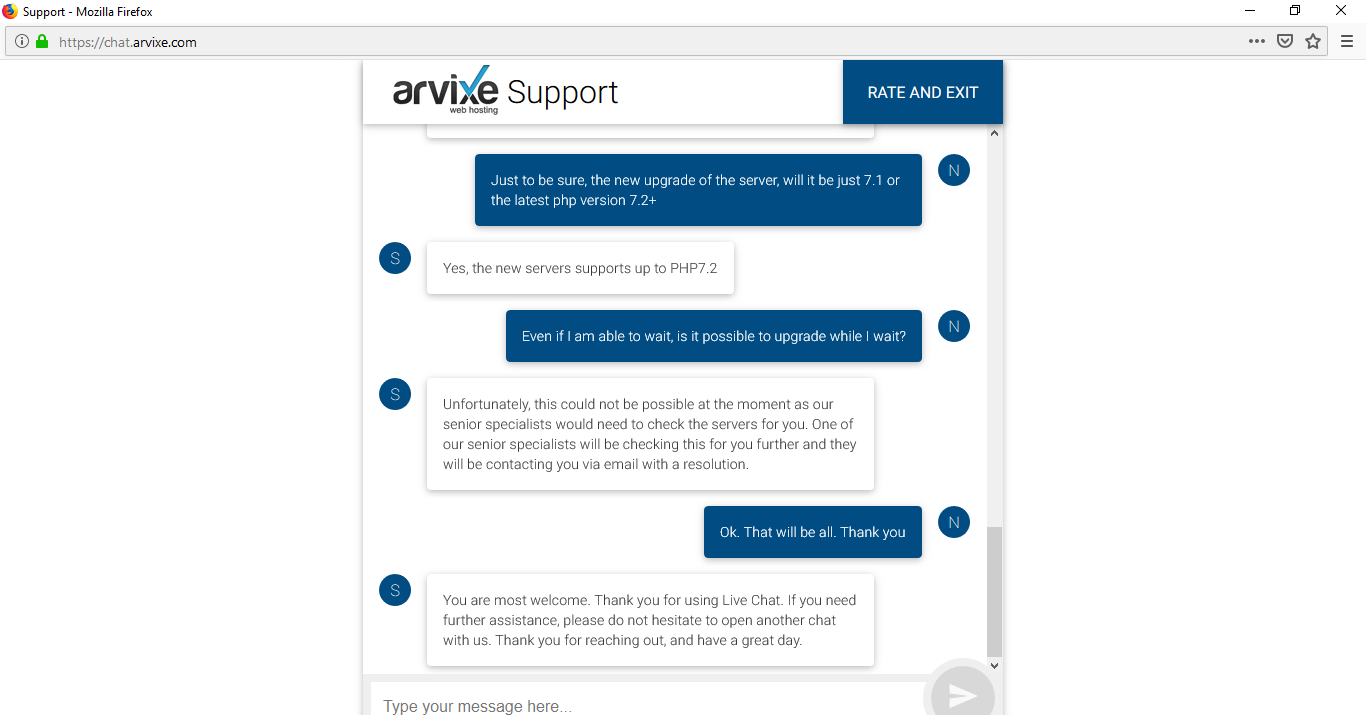 Support - Mozilla Firefox
https://chat.arvixe.com
arvixe Support
web hosting
RATE AND EXIT
Just to be sure, the new upgrade of the server, will it be just 7.1 or
the latest php version 7.2+
N
S
Yes, the new servers supports up to PHP7.2
Even if I am able to wait, is it possible to upgrade while I wait?
N
S
Unfortunately, this could not be possible at the moment as our
senior specialists would need to check the servers for you. One of
our senior specialists will be checking this for you further and they
will be contacting you via email with a resolution.
Ok. That will be all. Thank you
N
S
You are most welcome. Thank you for using Live Chat. If you need
further assistance, please do not hesitate to open another chat
with us. Thank you for reaching out, and have a great day.
Type your message here...